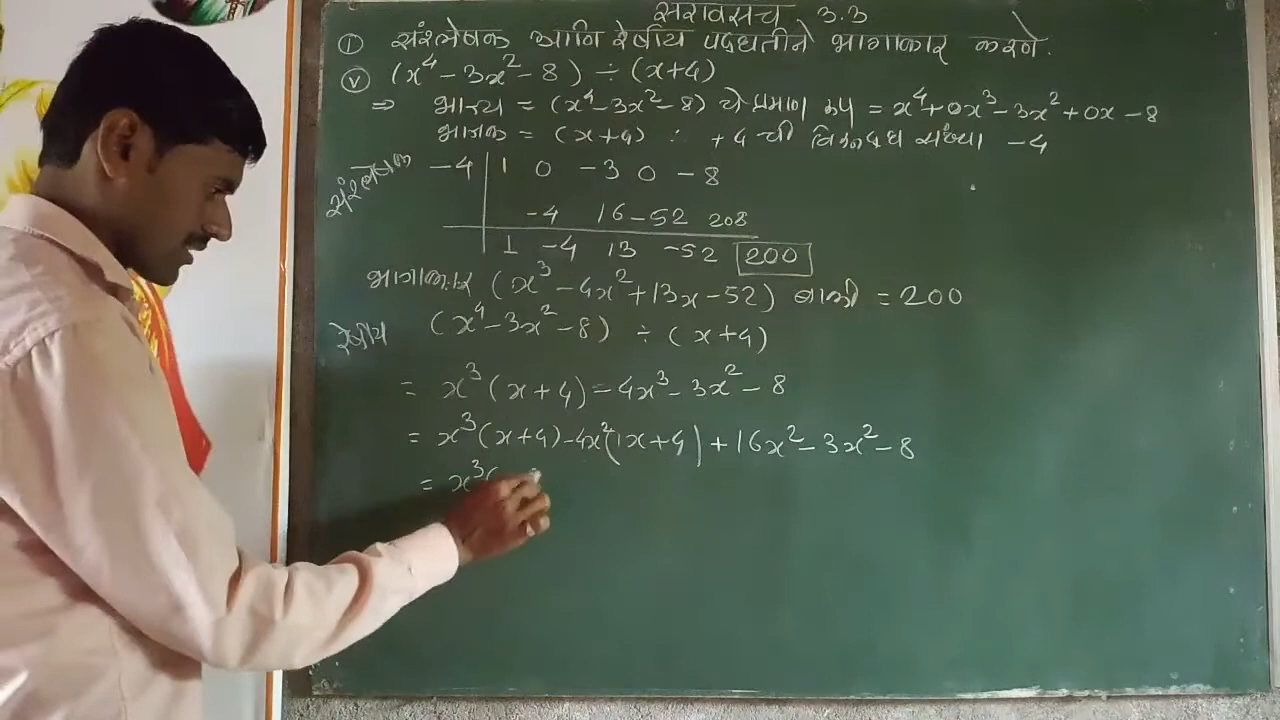 सरावसंच 3.3
① संश्लेषक आणि रेषीय पद्धतीने भागाकार करणे.
ⓥ (x⁴ - 3x² - 8) ÷ (x+4)
⇒ भाज्य = (x⁴ - 3x² - 8) चे प्रमाण रूप = x⁴ + 0x³ - 3x² + 0x - 8
भाजक = (x+4) ∴ +4 ची विरुद्ध संख्या -4
संश्लेषक -4 | 1 0 -3 0 -8
-4 16 -52 208
1 -4 13 -52 200
भागाकार (x³ - 4x² + 13x - 52) बाकी = 200
रेषीय (x⁴ - 3x² - 8) ÷ (x+4)
= x³(x+4) - 4x³ - 3x² - 8
= x³(x+4) - 4x²(x+4) + 16x² - 3x² - 8
= x³(